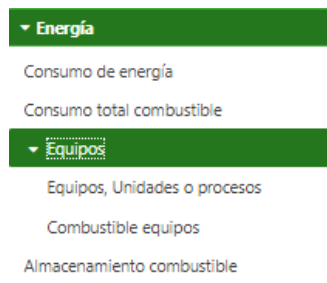 Energía
Consumo de energía
Consumo total combustible
Equipos
Equipos, Unidades o procesos
Combustible equipos
Almacenamiento combustible